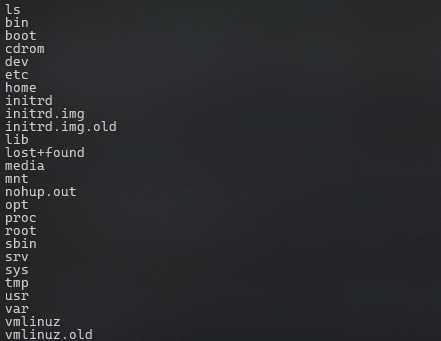 ls
bin
boot
cdrom
dev
etc
home
initrd
initrd.img
initrd.img.old
lib
lost+found
media
mnt
nohup.out
opt
proc
root
sbin
srv
sys
tmp
usr
var
vmlinuz
vmlinuz.old